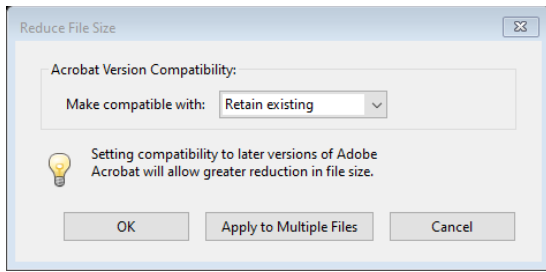 Reduce File Size
Acrobat Version Compatibility:
Make compatible with: Retain existing
Setting compatibility to later versions of Adobe
Acrobat will allow greater reduction in file size.
OK Apply to Multiple Files Cancel